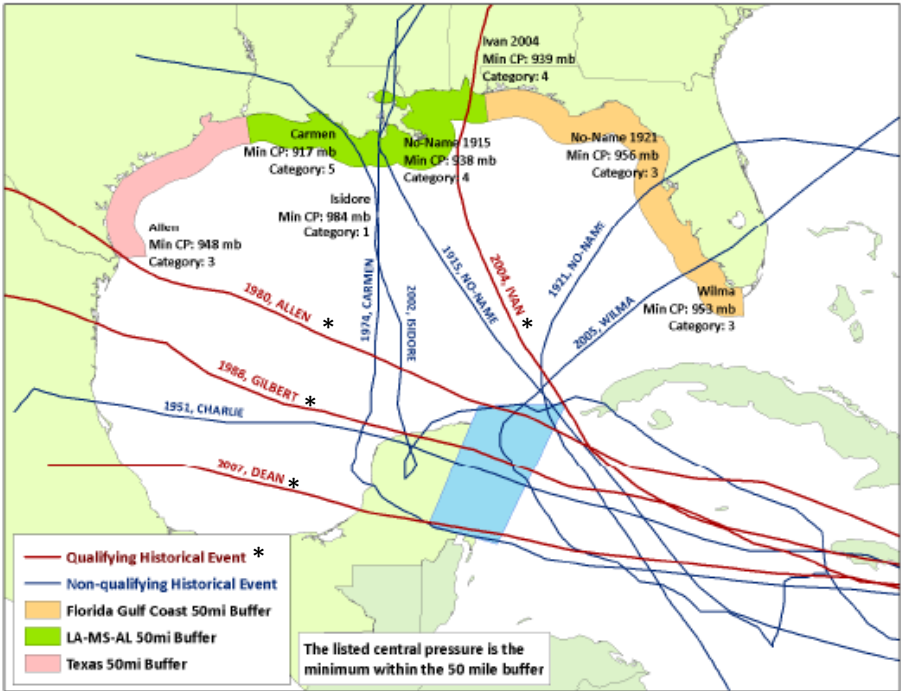 Ivan 2004
Min CP: 939 mb
Category: 4
Carmen
Min CP: 917 mb
Category: 5
No-Name 1915
Min CP: 938 mb
Category: 4
No-Name 1921
Min CP: 956 mb
Category: 3
Isidore
Min CP: 984 mb
Category: 1
Allen
Min CP: 948 mb
Category: 3
Wilma
Min CP: 953 mb
Category: 3
1980, ALLEN *
1974, CARMEN
2002, ISIDORE
1915, NO-NAME
2004, IVAN *
1921, NO-NAME
2005, WILMA
1988, GILBERT *
1951, CHARLIE
2007, DEAN *
Qualifying Historical Event *
Non-qualifying Historical Event
Florida Gulf Coast 50mi Buffer
LA-MS-AL 50mi Buffer
Texas 50mi Buffer
The listed central pressure is the
minimum within the 50 mile buffer